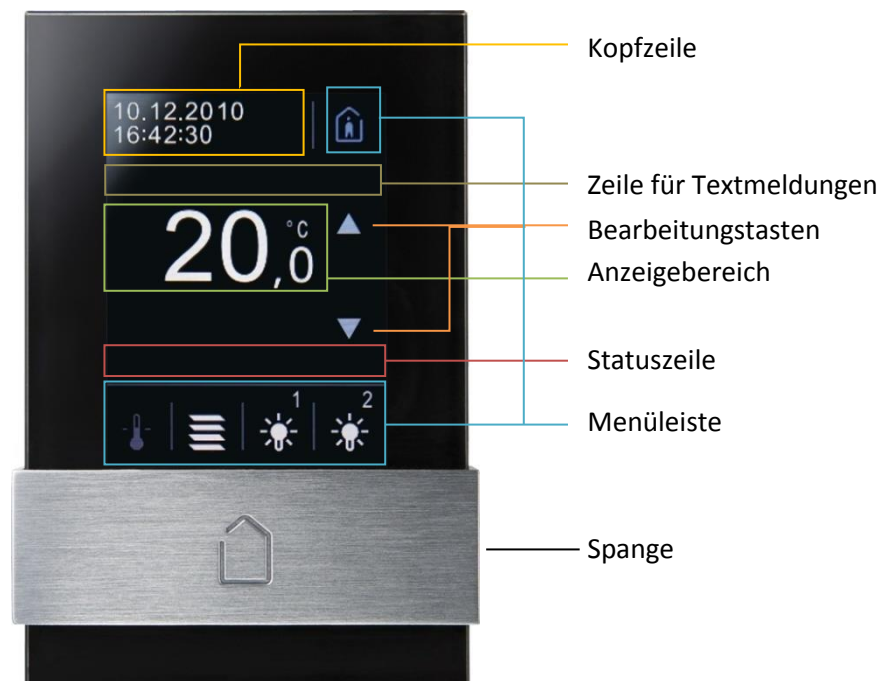 Kopfzeile
10.12.2010
16:42:30
Zeile für Textmeldungen
Bearbeitungstasten
20,0 °C
Anzeigebereich
Statuszeile
1 2
Menüleiste
Spange